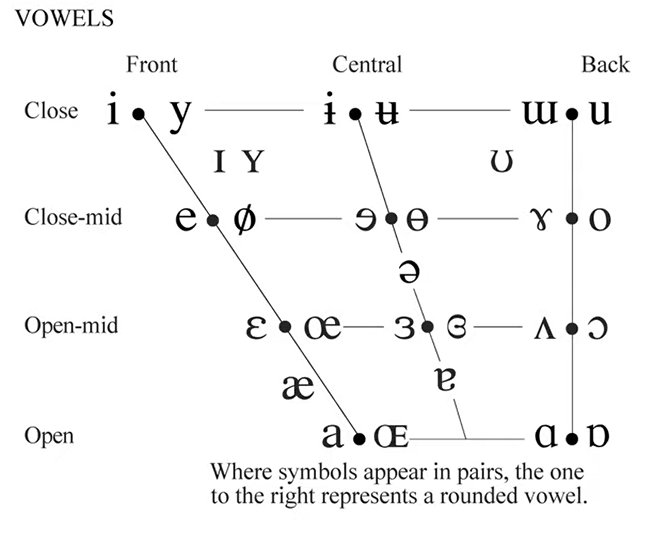 VOWELS
Front Central Back
Close i y ɨ ʉ ɯ u
ɪ ʏ ʊ
Close-mid e ø ɘ ɵ ɤ o
ə
Open-mid ɛ œ ɜ ɞ ʌ ɔ
æ ɐ
Open a ɶ ɑ ɒ
Where symbols appear in pairs, the one
to the right represents a rounded vowel.